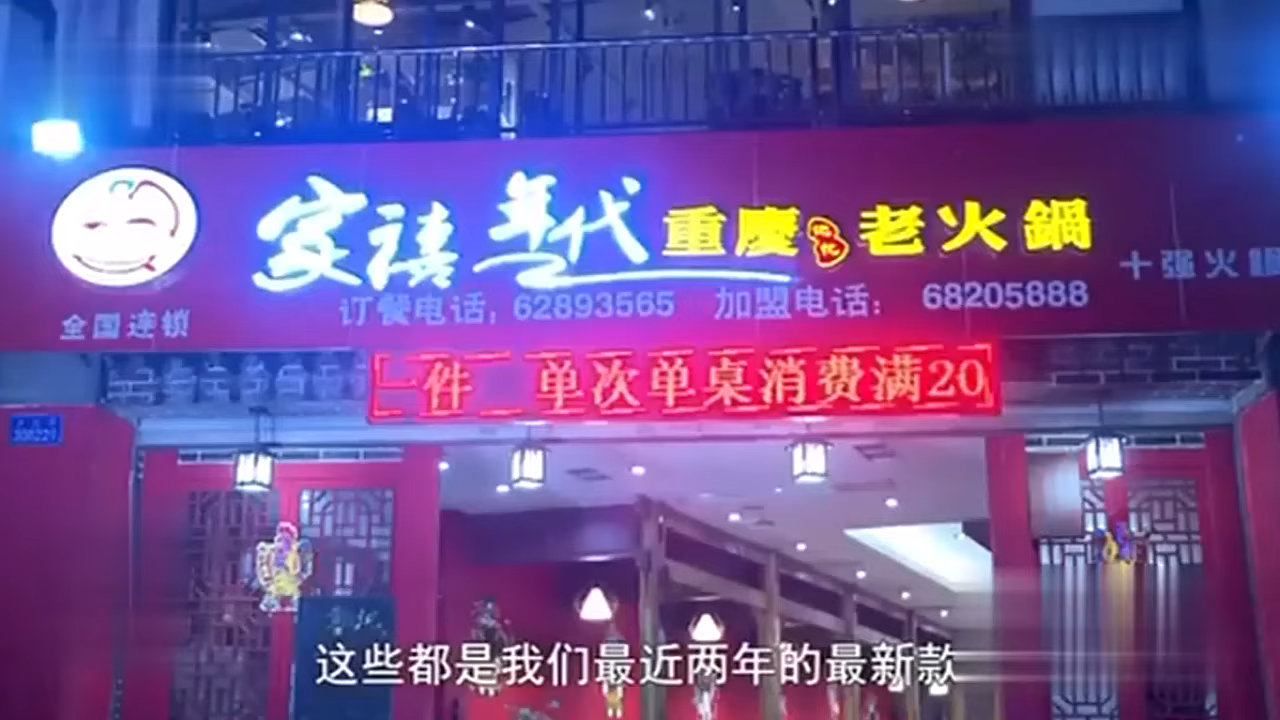 家禧年代重慶老火鍋
十强火鍋
订餐电话：62893565 加盟电话：68205888
全国连锁
一件 单次单桌消费满20
这些都是我们最近两年的最新款